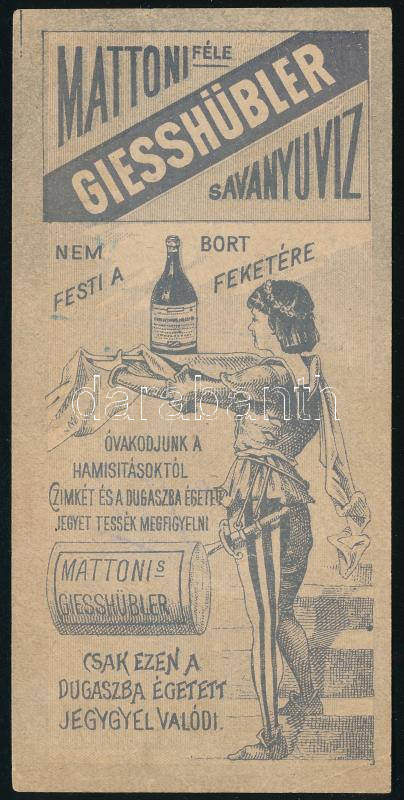 MATTONI FÉLE
GIESSHÜBLER
SAVANYUVIZ
NEM BORT
FESTI A FEKETÉRE
darabanth
ÓVAKODJUNK A
HAMISITÁSOKTÓL
CZIMKÉT ÉS A DUGASZBA ÉGETETT
JEGYET TESSÉK MEGFIGYELNI
MATTONIS
GIESSHÜBLER
CSAK EZEN A
DUGASZBA ÉGETETT
JEGYGYEL VALÓDI.